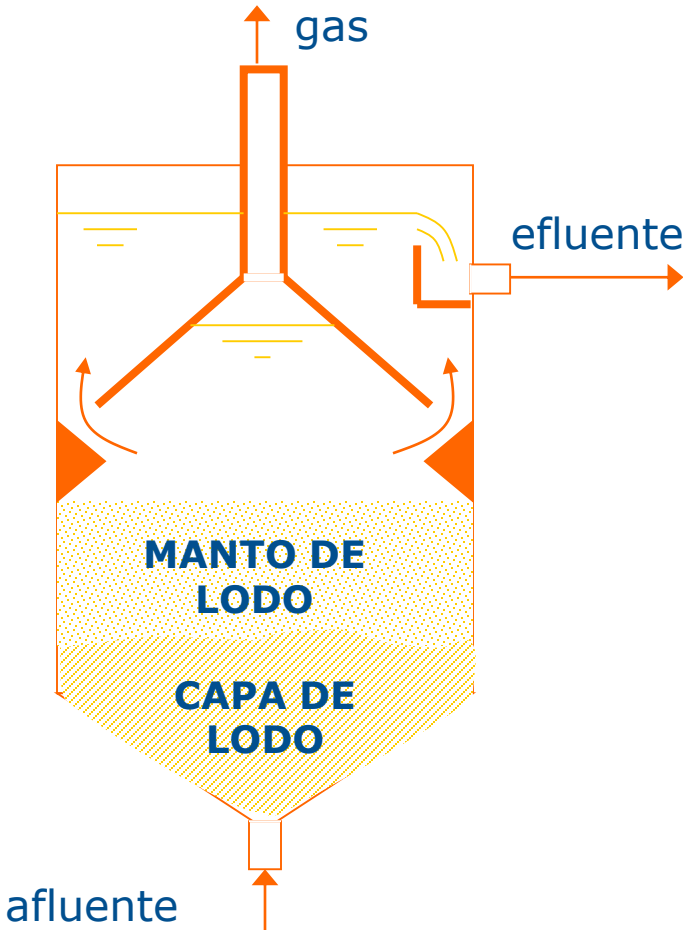 gas
efluente
MANTO DE
LODO
CAPA DE
LODO
afluente